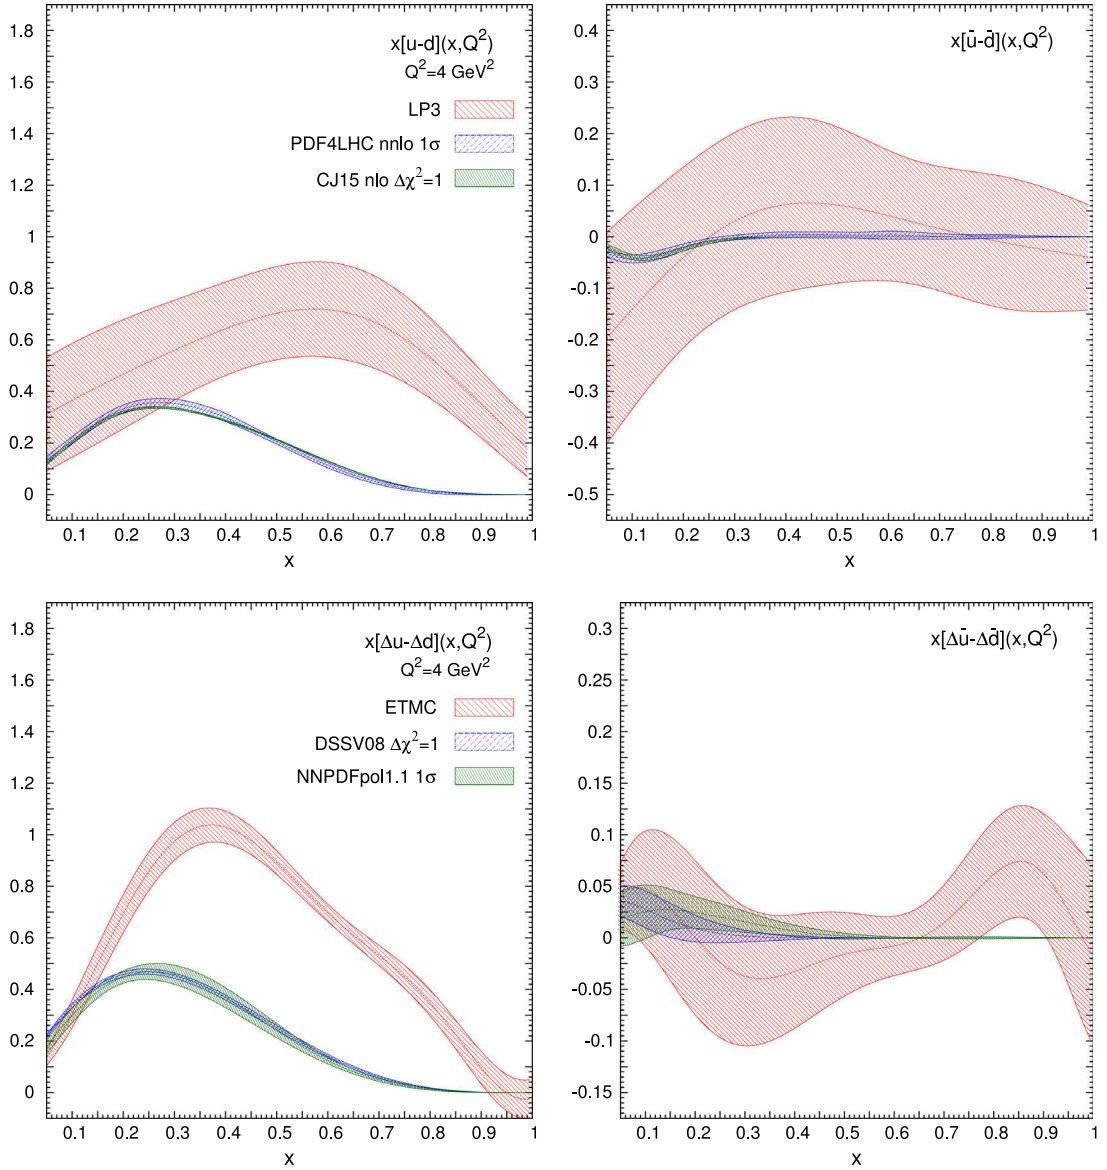 x[u-d](x,Q²)
Q²=4 GeV²
LP3
PDF4LHC nnlo 1σ
CJ15 nlo Δχ²=1
1.8
1.6
1.4
1.2
1
0.8
0.6
0.4
0.2
0
0.1 0.2 0.3 0.4 0.5 0.6 0.7 0.8 0.9 1
x
x[ū-d̄](x,Q²)
0.4
0.3
0.2
0.1
0
-0.1
-0.2
-0.3
-0.4
-0.5
0.1 0.2 0.3 0.4 0.5 0.6 0.7 0.8 0.9 1
x
x[Δu-Δd](x,Q²)
Q²=4 GeV²
ETMC
DSSV08 Δχ²=1
NNPDFpol1.1 1σ
1.8
1.6
1.4
1.2
1
0.8
0.6
0.4
0.2
0
0.1 0.2 0.3 0.4 0.5 0.6 0.7 0.8 0.9 1
x
x[Δū-Δd̄](x,Q²)
0.3
0.25
0.2
0.15
0.1
0.05
0
-0.05
-0.1
-0.15
0.1 0.2 0.3 0.4 0.5 0.6 0.7 0.8 0.9 1
x